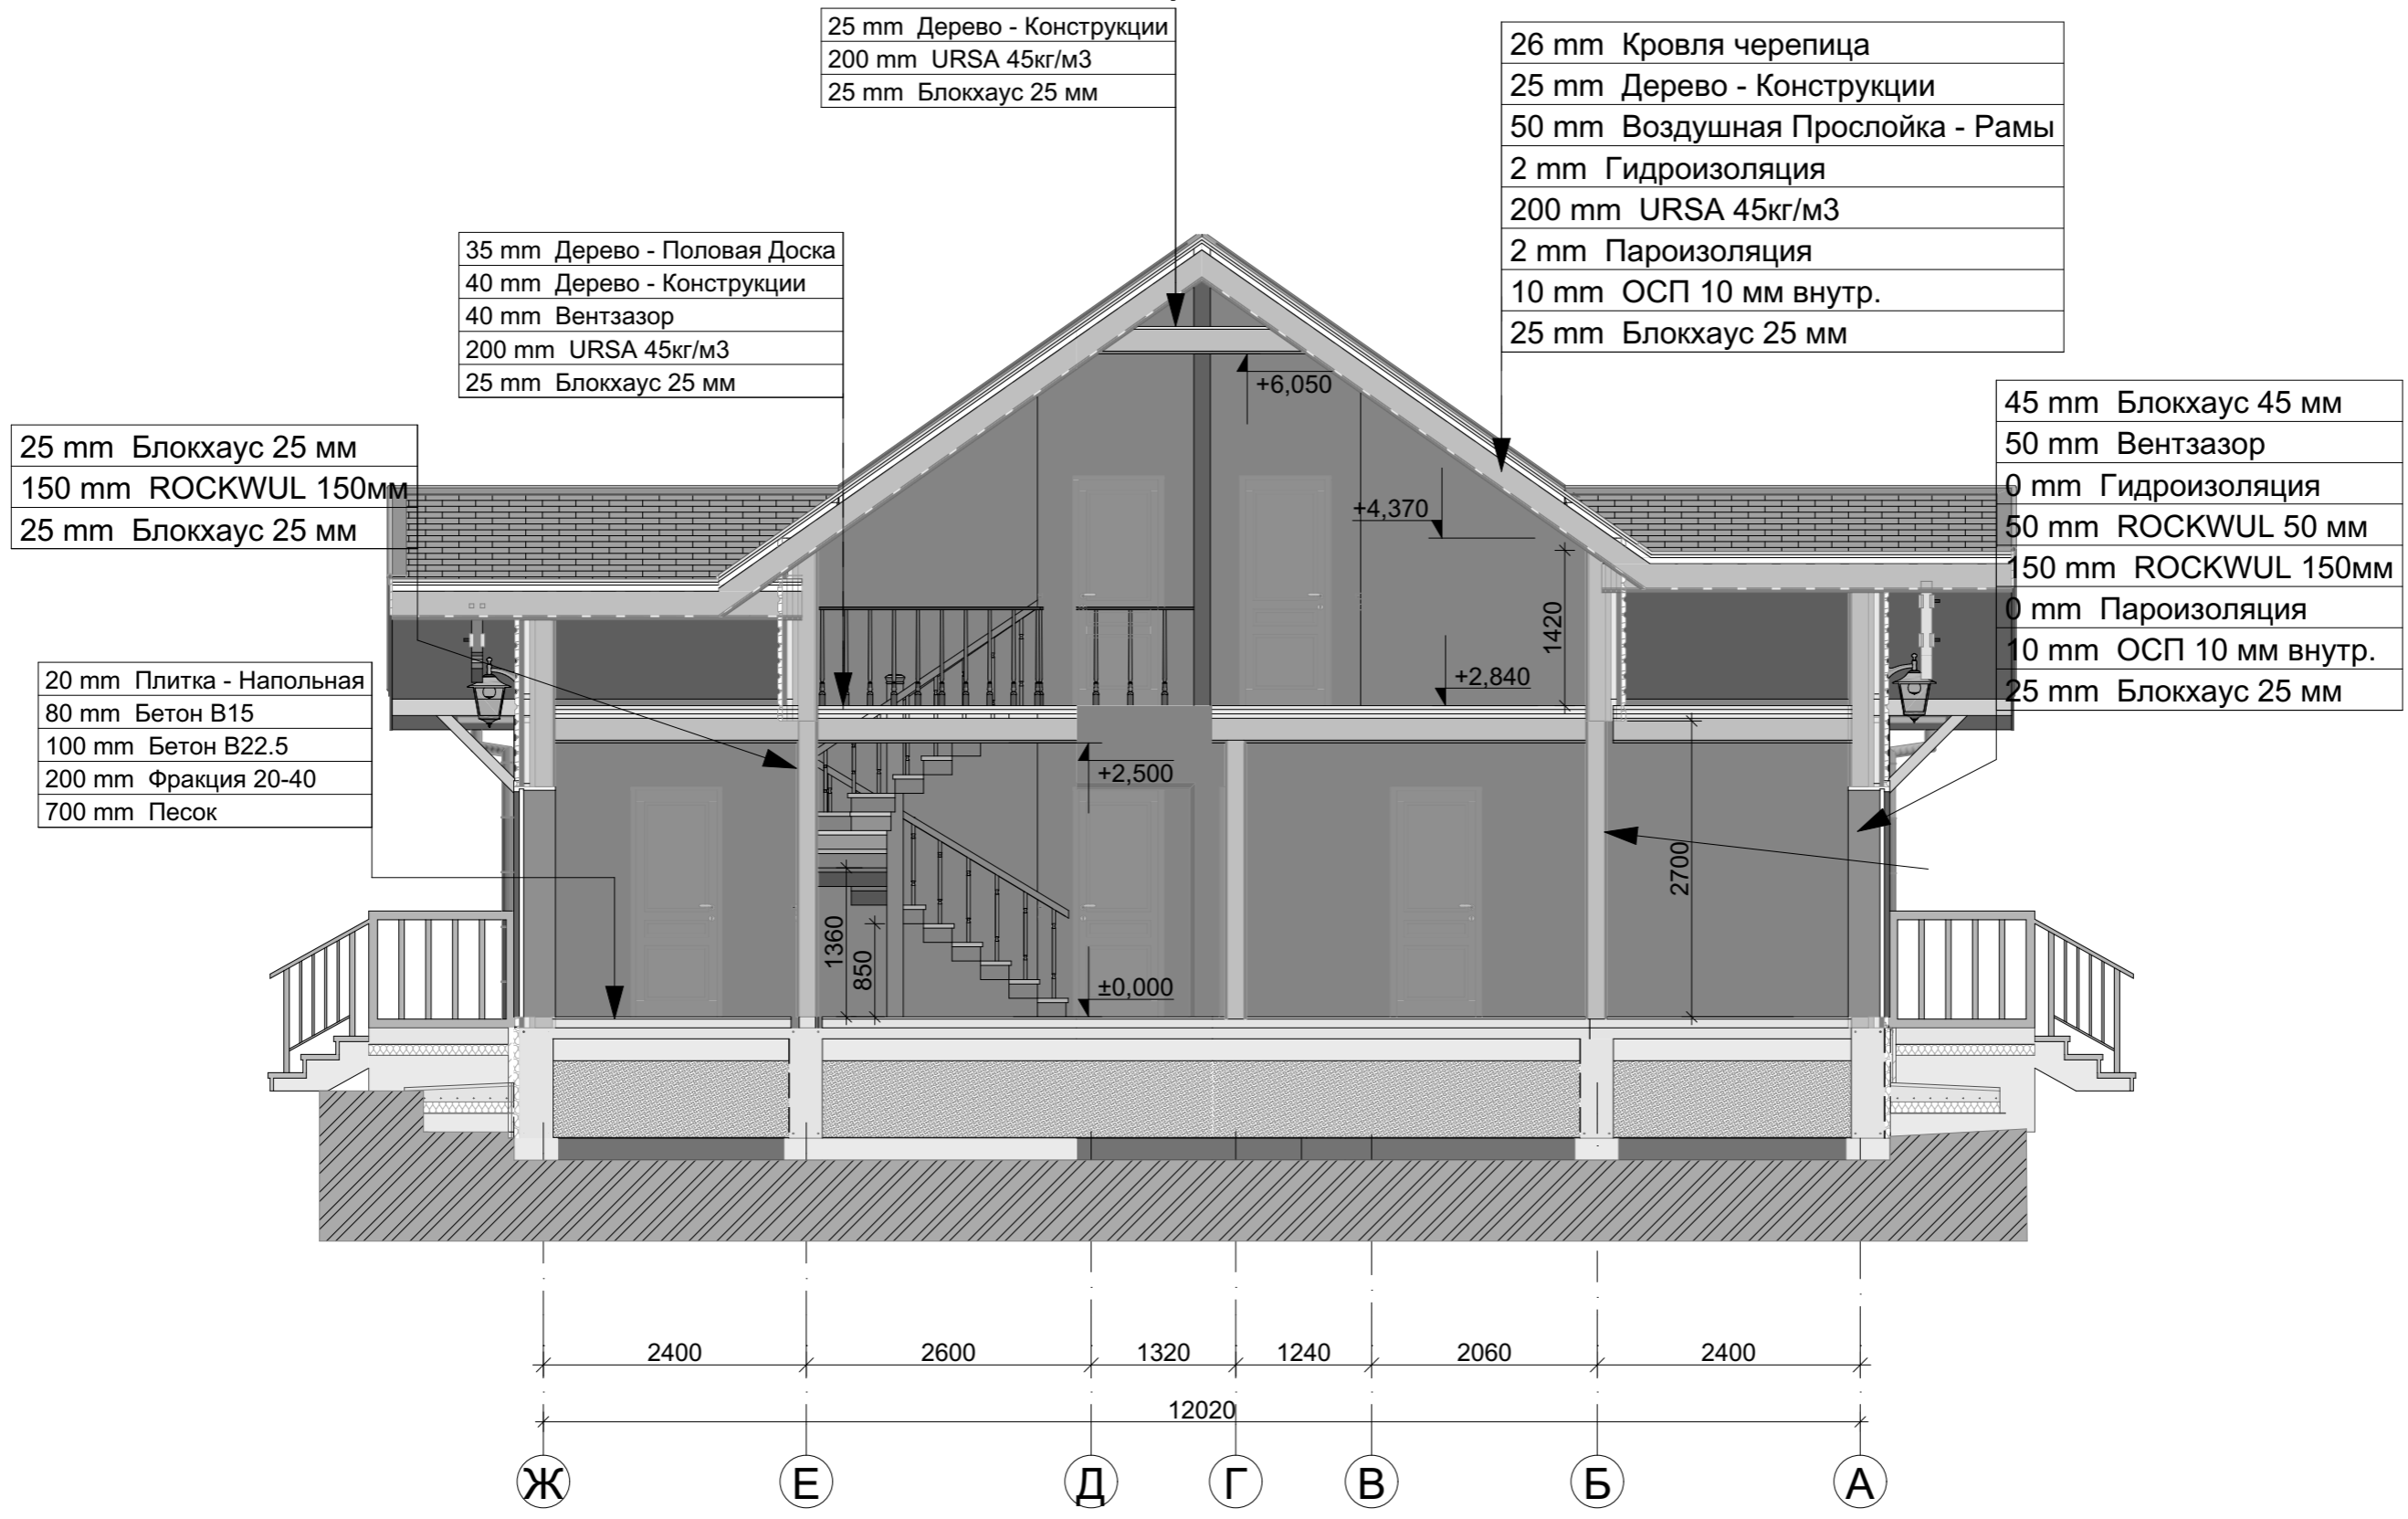 25 mm Дерево - Конструкции
200 mm URSA 45кг/м3
25 mm Блокхаус 25 мм
26 mm Кровля черепица
25 mm Дерево - Конструкции
50 mm Воздушная Прослойка - Рамы
2 mm Гидроизоляция
200 mm URSA 45кг/м3
2 mm Пароизоляция
10 mm ОСП 10 мм внутр.
25 mm Блокхаус 25 мм
35 mm Дерево - Половая Доска
40 mm Дерево - Конструкции
40 mm Вентзазор
200 mm URSA 45кг/м3
25 mm Блокхаус 25 мм
45 mm Блокхаус 45 мм
50 mm Вентзазор
0 mm Гидроизоляция
50 mm ROCKWUL 50 мм
150 mm ROCKWUL 150мм
0 mm Пароизоляция
10 mm ОСП 10 мм внутр.
25 mm Блокхаус 25 мм
25 mm Блокхаус 25 мм
150 mm ROCKWUL 150мм
25 mm Блокхаус 25 мм
20 mm Плитка - Напольная
80 mm Бетон В15
100 mm Бетон В22.5
200 mm Фракция 20-40
700 mm Песок
+6,050
+4,370
1420
+2,840
+2,500
2700
1360
850
±0,000
2400
2600
1320
1240
2060
2400
12020
Ж
Е
Д
Г
В
Б
А